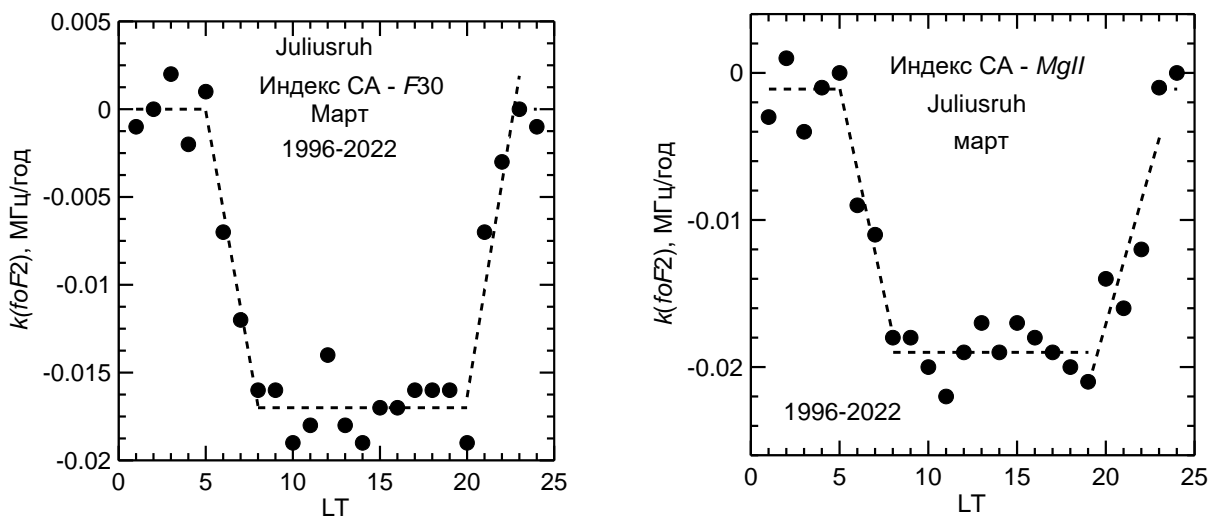 0.005
0
-0.005
-0.01
-0.015
-0.02
k(foF2), МГц/год
Juliusruh
Индекс СА - F30
Март
1996-2022
0 5 10 15 20 25
LT
0
-0.01
-0.02
k(foF2), МГц/год
Индекс СА - MgII
Juliusruh
март
1996-2022
0 5 10 15 20 25
LT